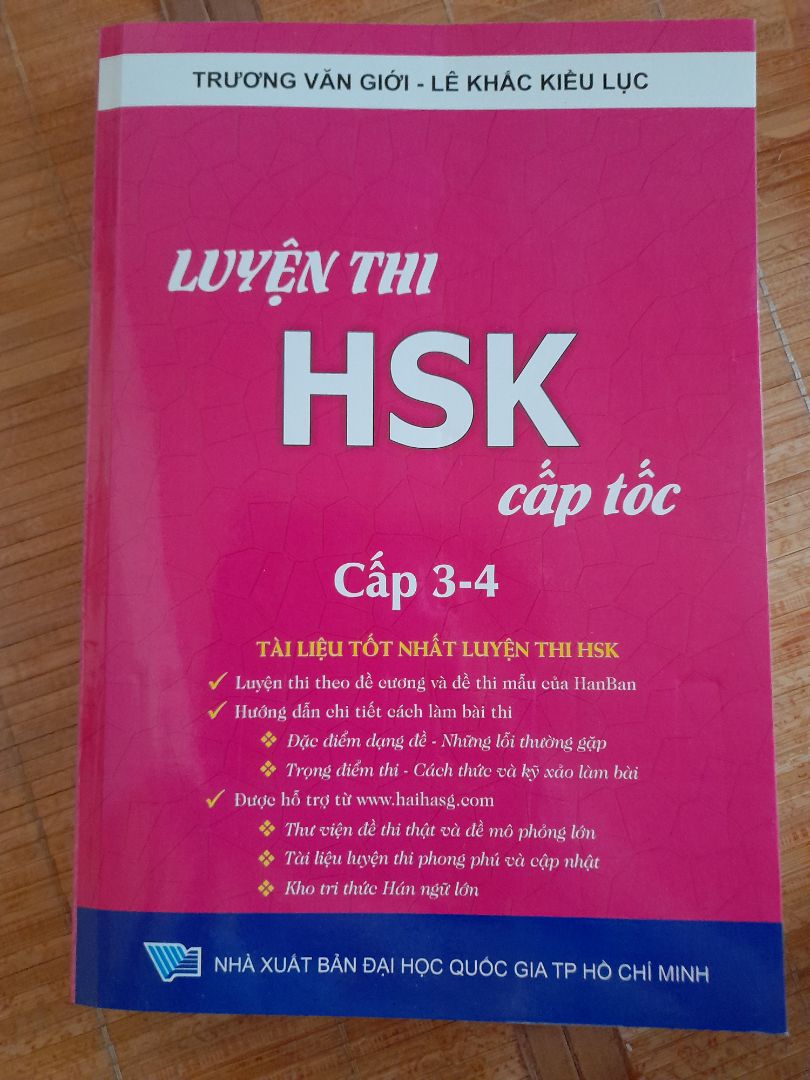 TRƯƠNG VĂN GIỚI - LÊ KHẮC KIỀU LỤC
LUYỆN THI
HSK
cấp tốc
Cấp 3-4
TÀI LIỆU TỐT NHẤT LUYỆN THI HSK
Luyện thi theo đề cương và đề thi mẫu của HanBan
Hướng dẫn chi tiết cách làm bài thi
Đặc điểm dạng đề - Những lỗi thường gặp
Trọng điểm thi - Cách thức và kỹ xảo làm bài
Được hỗ trợ từ www.haihasg.com
Thư viện đề thi thật và đề mô phỏng lớn
Tài liệu luyện thi phong phú và cập nhật
Kho tri thức Hán ngữ lớn
NHÀ XUẤT BẢN ĐẠI HỌC QUỐC GIA TP HỒ CHÍ MINH